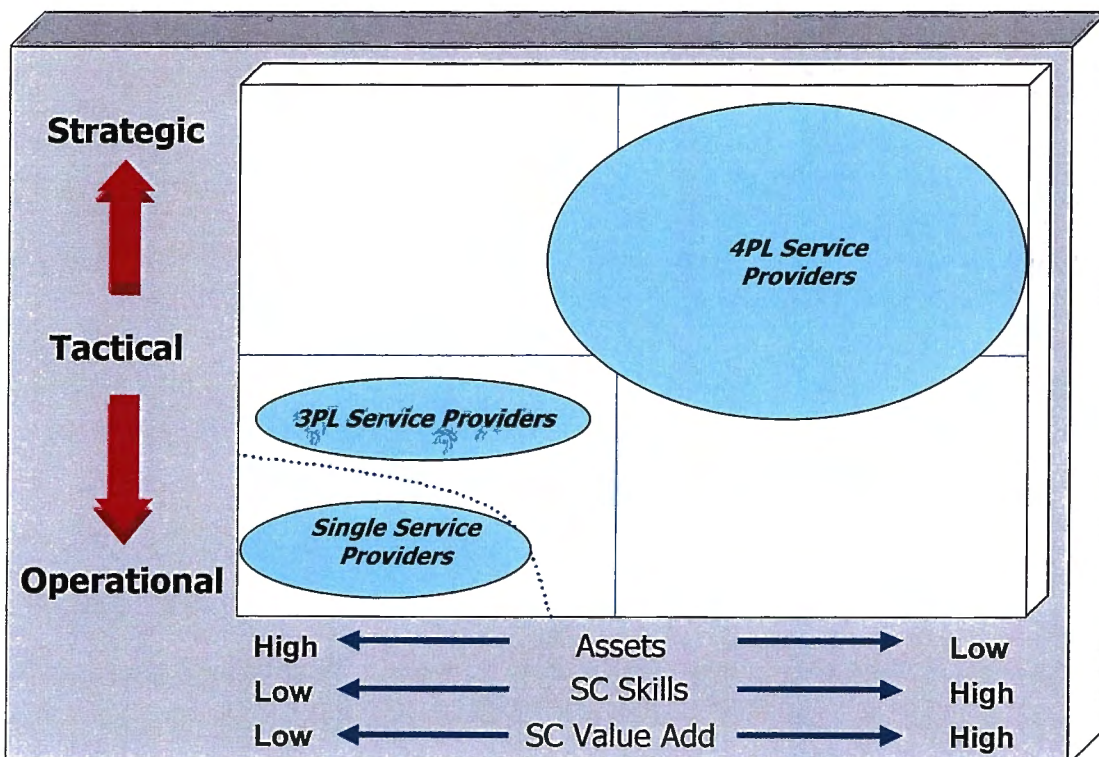 Strategic
4PL Service
Providers
Tactical
3PL Service Providers
Single Service
Providers
Operational
High Assets Low
Low SC Skills High
Low SC Value Add High